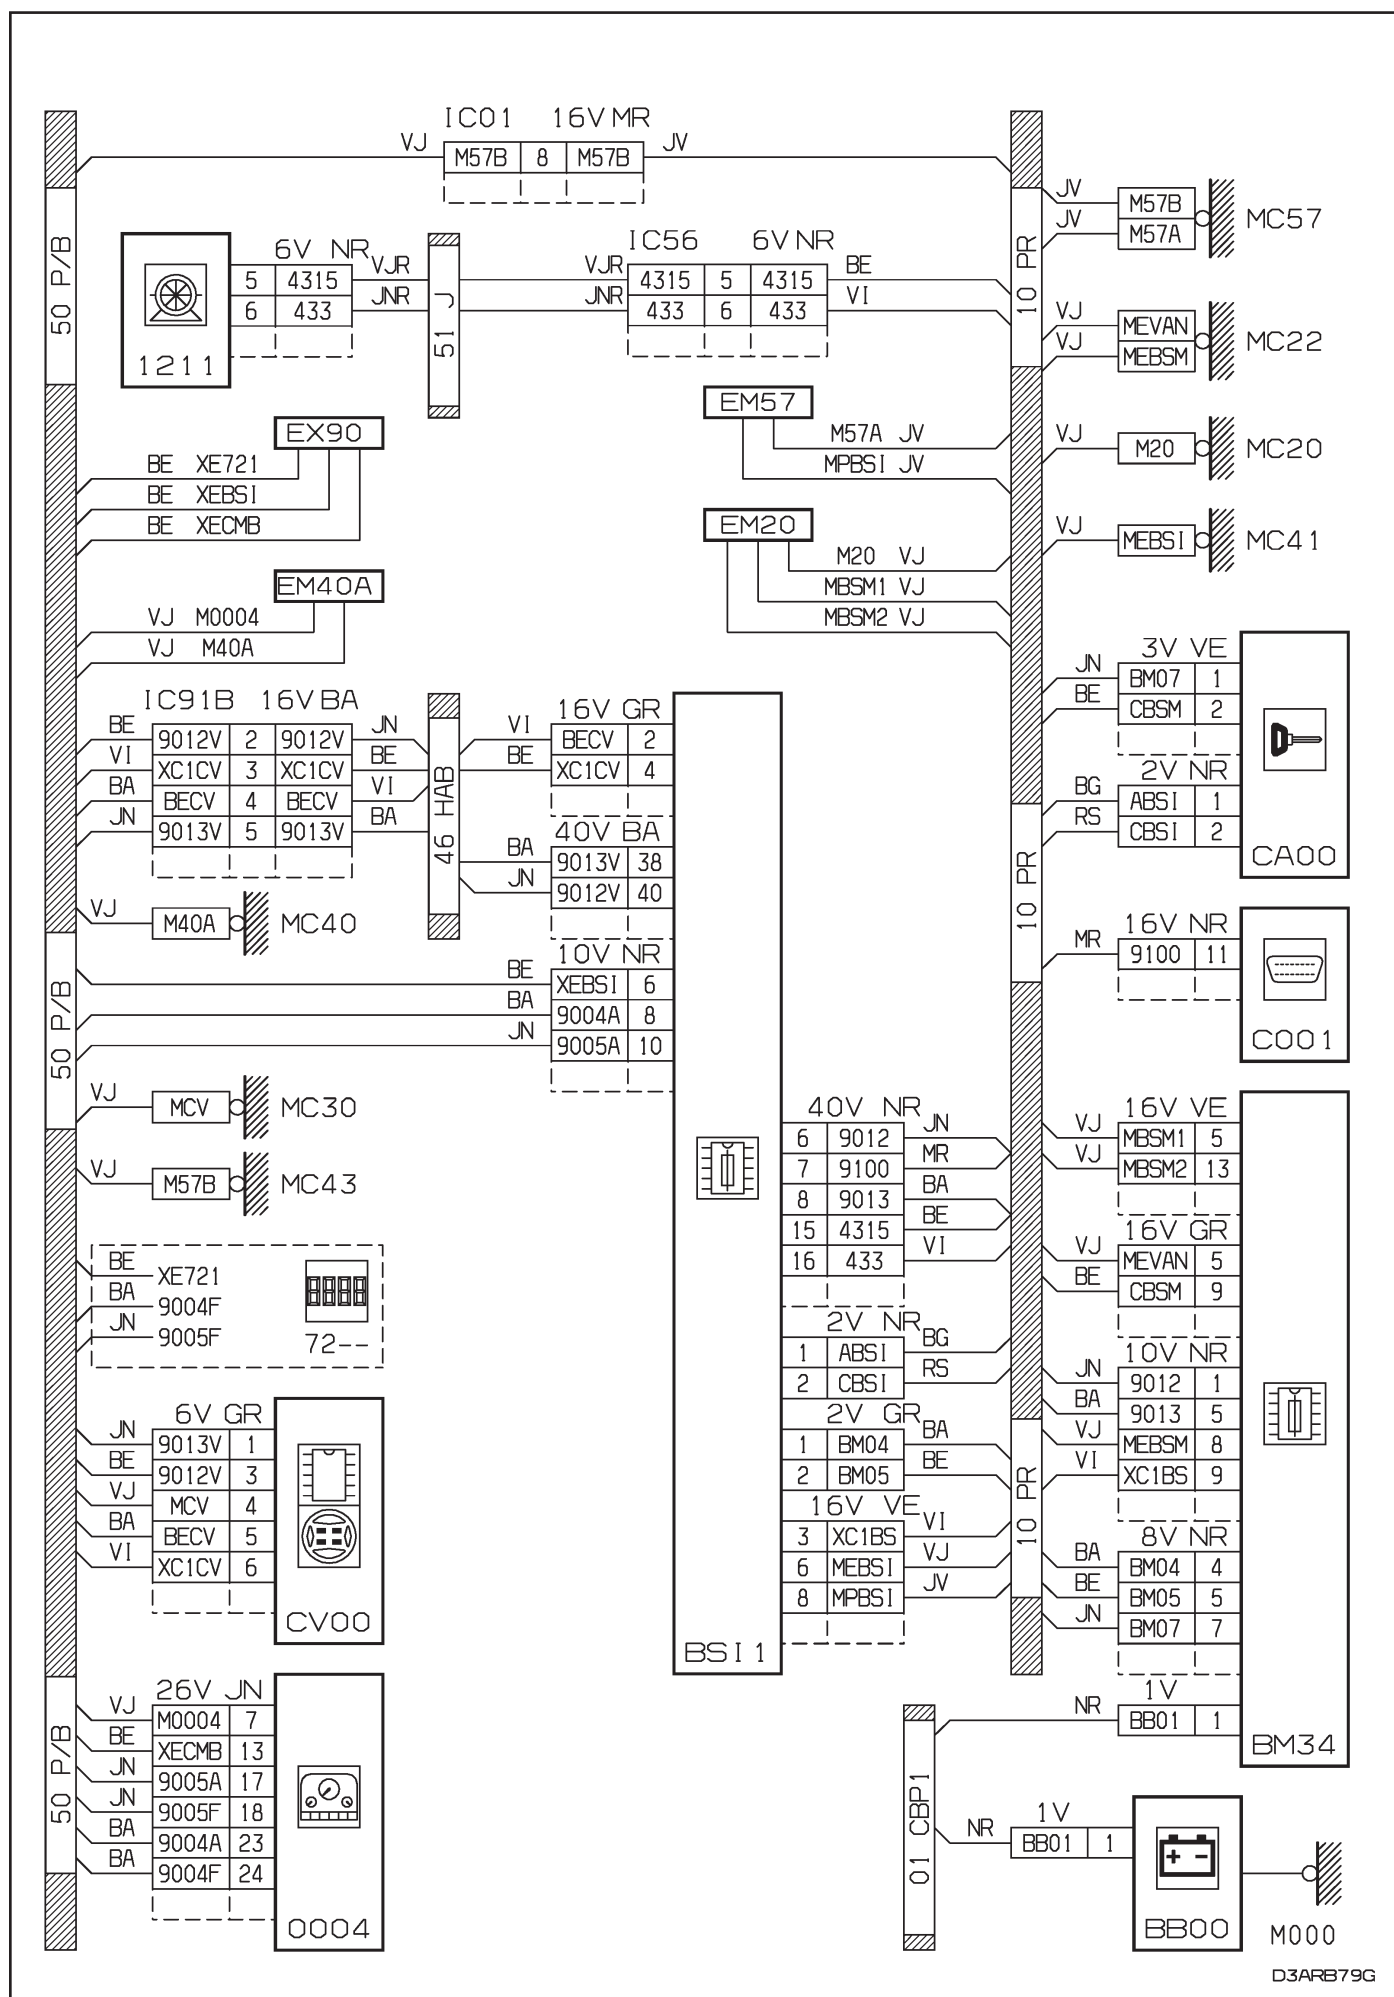 IC01 16V MR
VJ M57B 8 M57B JV
50 P/B
10 PR
JV M57B
JV M57A
MC57
1211
6V NR
5 4315 VJR
6 433 JNR
51 J
IC56 6V NR
VJR 4315 5 4315 BE
JNR 433 6 433 VI
VJ MEVAN
VJ MEBSM
MC22
EX90
BE XE721
BE XEBSI
BE XECMB
EM57
M57A JV
MPBSI JV
VJ M20 MC20
EM20
M20 VJ
MBSM1 VJ
MBSM2 VJ
VJ MEBSI MC41
EM40A
VJ M0004
VJ M40A
IC91B 16V BA
BE 9012V 2 9012V JN
VI XC1CV 3 XC1CV BE
BA BECV 4 BECV VI
JN 9013V 5 9013V BA
46 HAB
16V GR
VI BECV 2
BE XC1CV 4
40V BA
BA 9013V 38
JN 9012V 40
10V NR
BE XEBSI 6
BA 9004A 8
JN 9005A 10
3V VE
JN BM07 1
BE CBSM 2
2V NR
BG ABSI 1
RS CBSI 2
CA00
10 PR
VJ M40A MC40
50 P/B
16V NR
MR 9100 11
C001
VJ MCV MC30
VJ M57B MC43
BE XE721
BA 9004F
JN 9005F
72--
40V NR
6 9012 JN
7 9100 MR
8 9013 BA
15 4315 BE
16 433 VI
2V NR
1 ABSI BG
2 CBSI RS
2V GR
1 BM04 BA
2 BM05 BE
16V VE
3 XC1BS VI
6 MEBSI VJ
8 MPBSI JV
BSI1
10 PR
16V VE
VJ MBSM1 5
VJ MBSM2 13
16V GR
VJ MEVAN 5
BE CBSM 9
10V NR
JN 9012 1
BA 9013 5
VJ MEBSM 8
VI XC1BS 9
8V NR
BA BM04 4
BE BM05 5
JN BM07 7
1V
NR BB01 1
BM34
6V GR
JN 9013V 1
BE 9012V 3
VJ MCV 4
BA BECV 5
VI XC1CV 6
CV00
50 P/B
26V JN
VJ M0004 7
BE XECMB 13
JN 9005A 17
JN 9005F 18
BA 9004A 23
BA 9004F 24
0004
01 CBP1
1V
NR BB01 1
+ -
BB00
M000
D3ARB79G